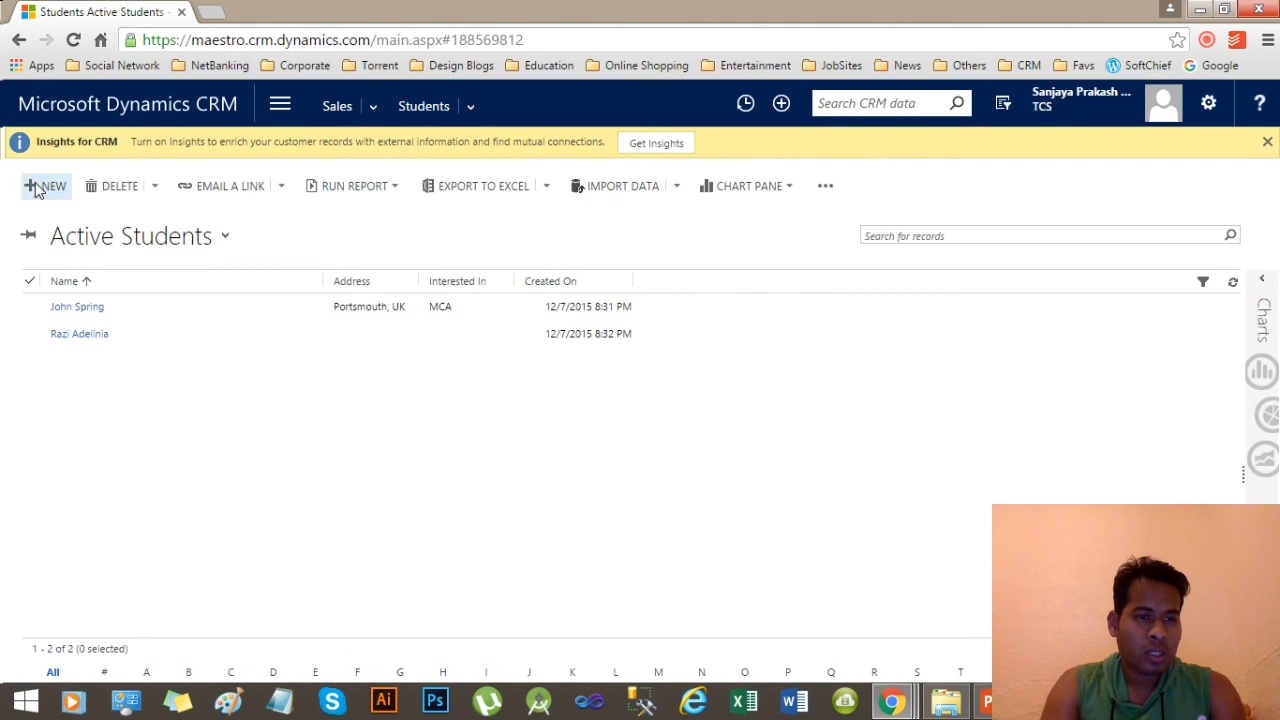 Students Active Students -
https://maestro.crm.dynamics.com/main.aspx#188569812
Apps Social Network NetBanking Corporate Torrent Design Blogs Education Online Shopping Entertainment JobSites News Others CRM Favs SoftChief Google
Microsoft Dynamics CRM Sales Students Search CRM data Sanjaya Prakash ...
TCS
Insights for CRM Turn on Insights to enrich your customer records with external information and find mutual connections. Get Insights
NEW DELETE EMAIL A LINK RUN REPORT EXPORT TO EXCEL IMPORT DATA CHART PANE
Active Students Search for records
Name Address Interested In Created On
John Spring Portsmouth, UK MCA 12/7/2015 8:31 PM
Razi Adelinia 12/7/2015 8:32 PM
Charts
1 - 2 of 2 (0 selected)
All # A B C D E F G H I J K L M N O P Q R S T